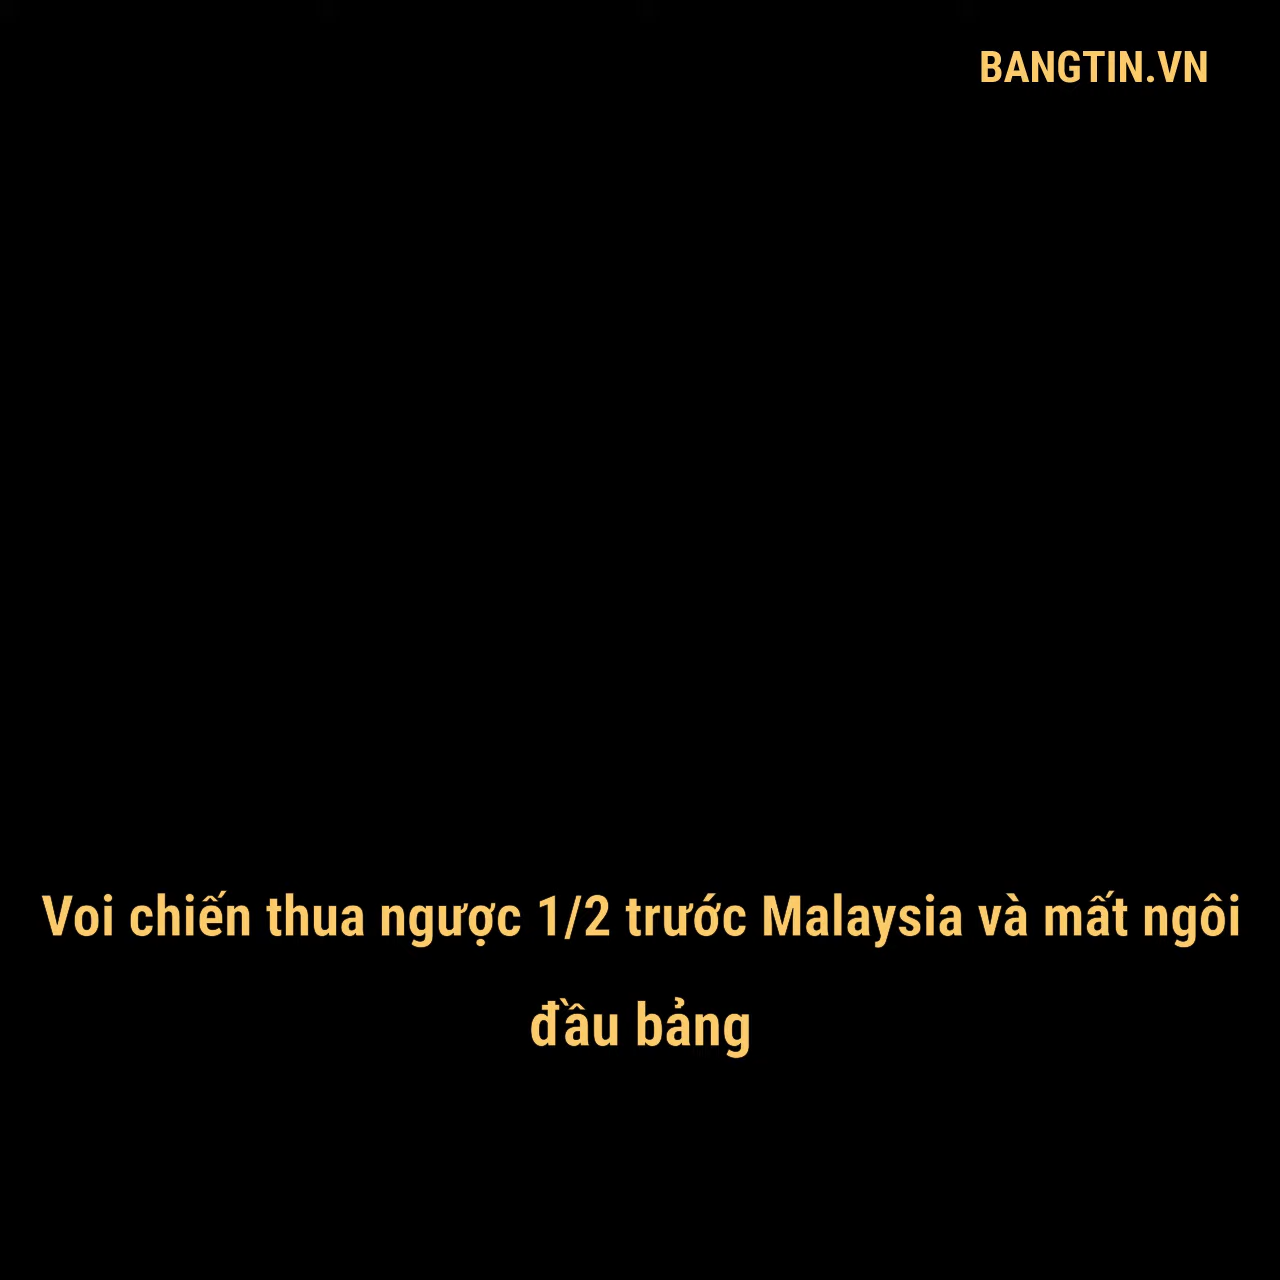 BANGTIN.VN
Voi chiến thua ngược 1/2 trước Malaysia và mất ngôi
đầu bảng